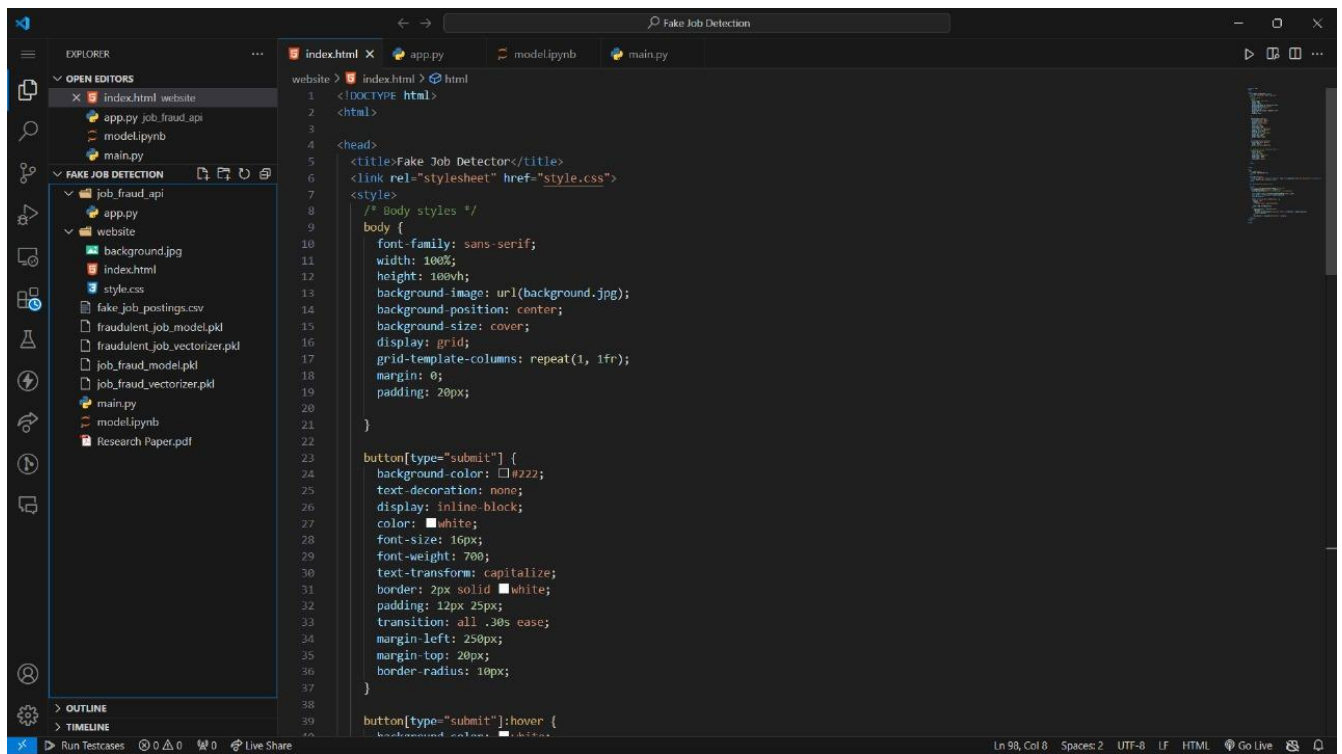 Fake Job Detection
EXPLORER
OPEN EDITORS
index.html website
app.py job_fraud_api
model.ipynb
main.py
FAKE JOB DETECTION
job_fraud_api
app.py
website
background.jpg
index.html
style.css
fake_job_postings.csv
fraudulent_job_model.pkl
fraudulent_job_vectorizer.pkl
job_fraud_model.pkl
job_fraud_vectorizer.pkl
main.py
model.ipynb
Research Paper.pdf
OUTLINE
TIMELINE
index.html app.py model.ipynb main.py
website > index.html > html
1 <!DOCTYPE html>
2 <html>
3
4 <head>
5 <title>Fake Job Detector</title>
6 <link rel="stylesheet" href="style.css">
7 <style>
8 /* Body styles */
9 body {
10 font-family: sans-serif;
11 width: 100%;
12 height: 100vh;
13 background-image: url(background.jpg);
14 background-position: center;
15 background-size: cover;
16 display: grid;
17 grid-template-columns: repeat(1, 1fr);
18 margin: 0;
19 padding: 20px;
20
21 }
22
23 button[type="submit"] {
24 background-color: #222;
25 text-decoration: none;
26 display: inline-block;
27 color: white;
28 font-size: 16px;
29 font-weight: 700;
30 text-transform: capitalize;
31 border: 2px solid white;
32 padding: 12px 25px;
33 transition: all .30s ease;
34 margin-left: 250px;
35 margin-top: 20px;
36 border-radius: 10px;
37 }
38
39 button[type="submit"]:hover {
Run Testcases 0 0 0 Live Share Ln 98, Col 8 Spaces: 2 UTF-8 LF HTML Go Live